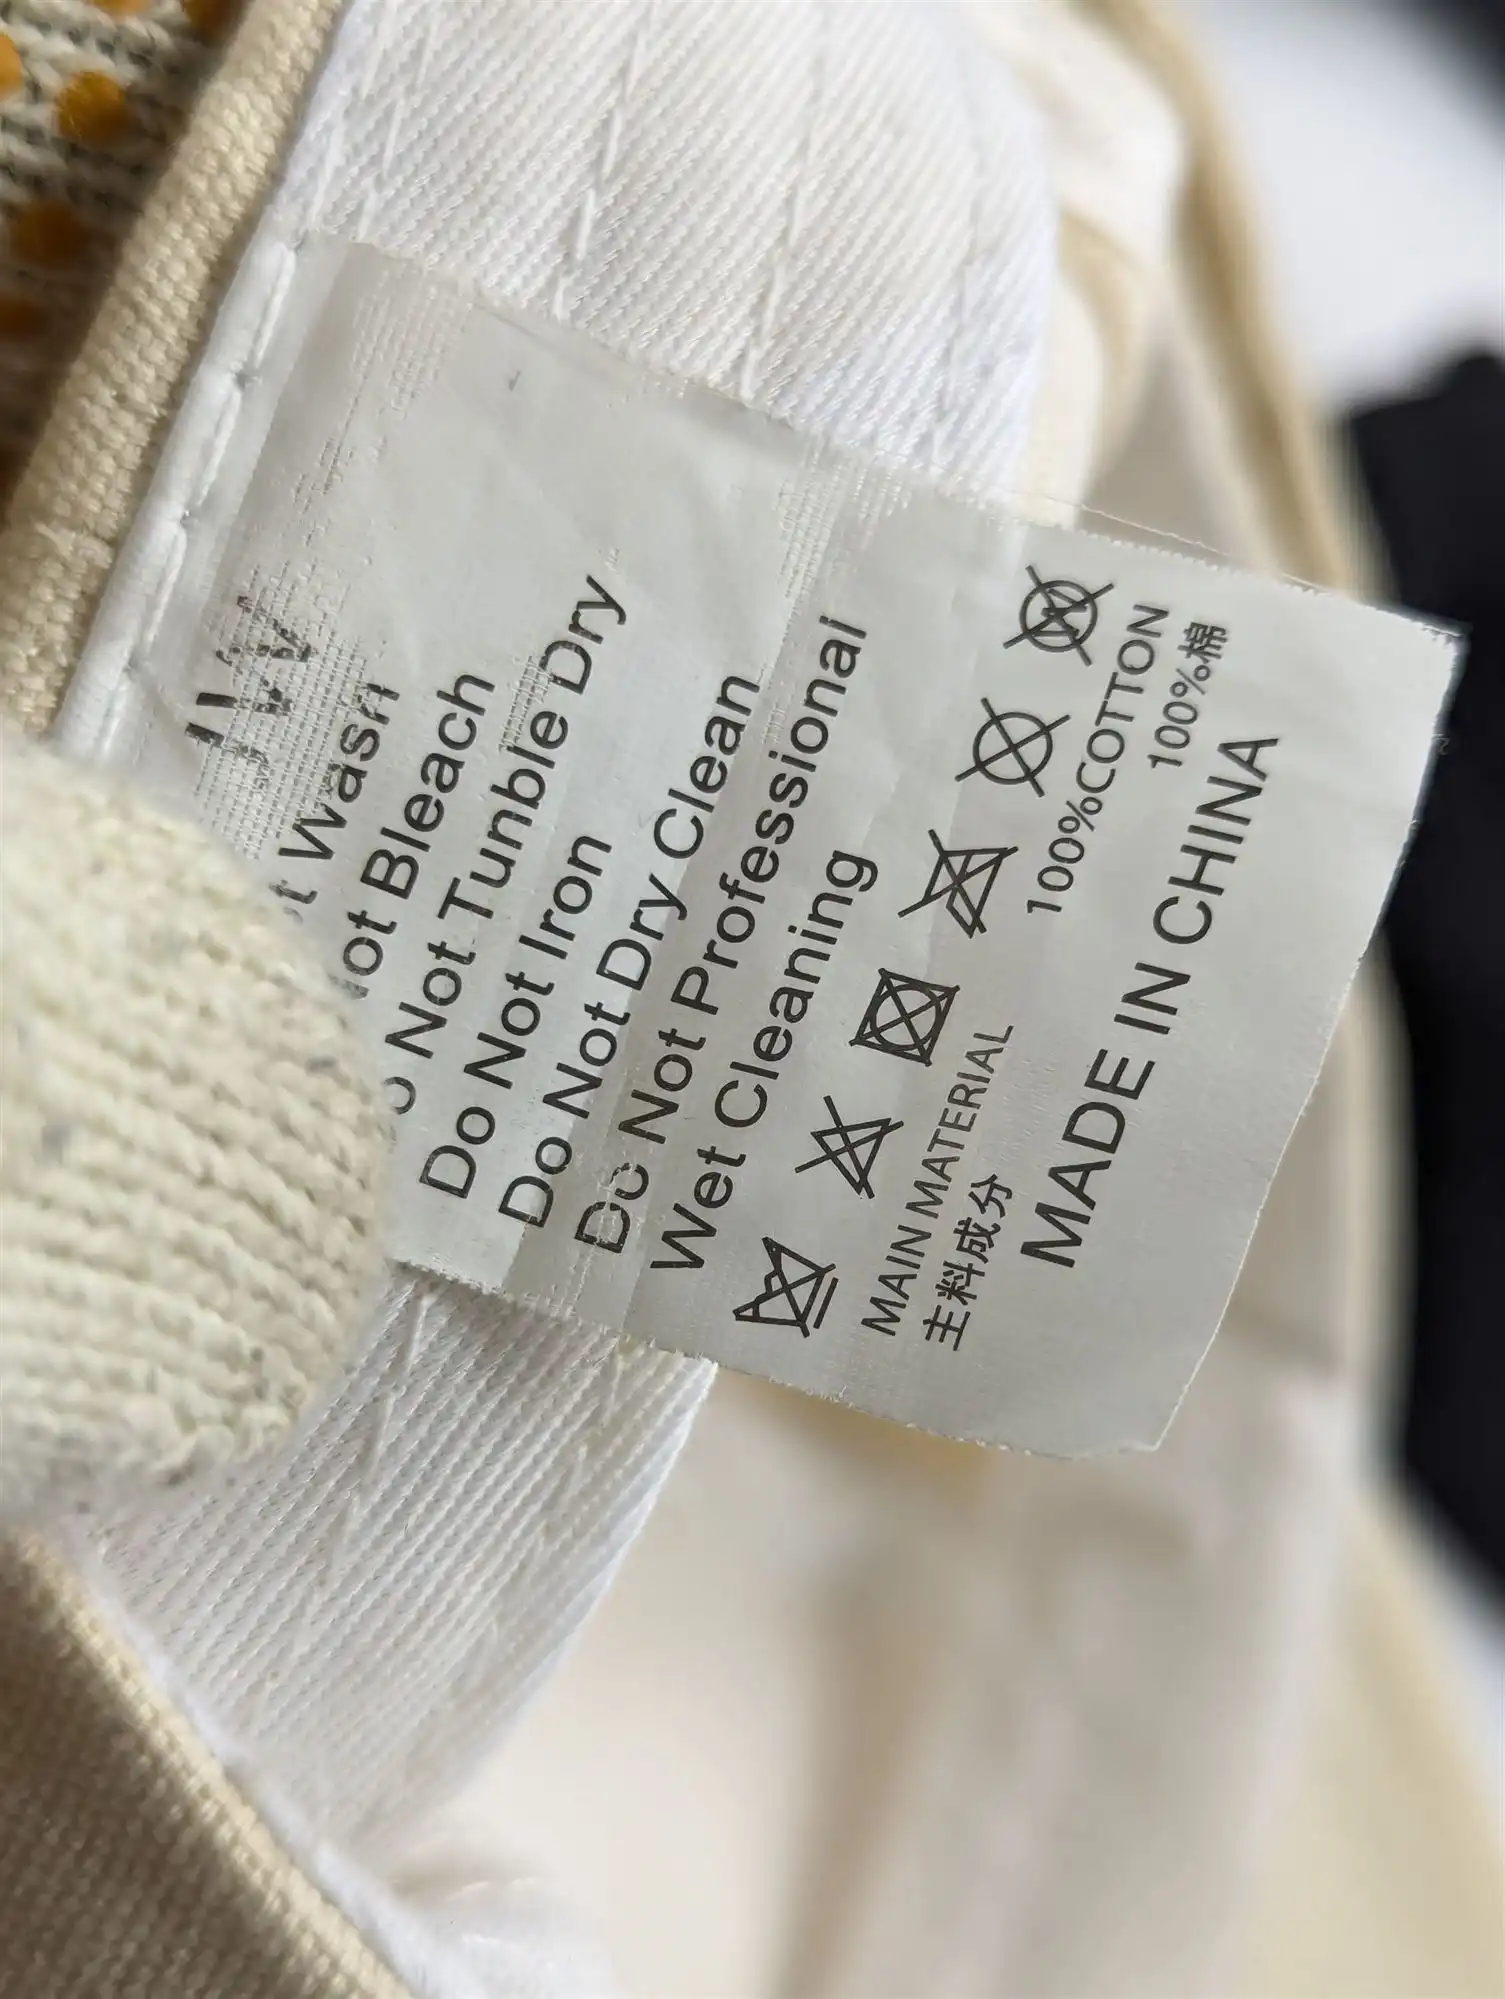 Wash
Not Bleach
Not Tunble Dry
Do Not Iron
Do Not Dry Clean
Do Not Professional
Wet Cleaning
MAIN MATERIAL 100%COTTON
主料成分 100%棉
MADE IN CHINA